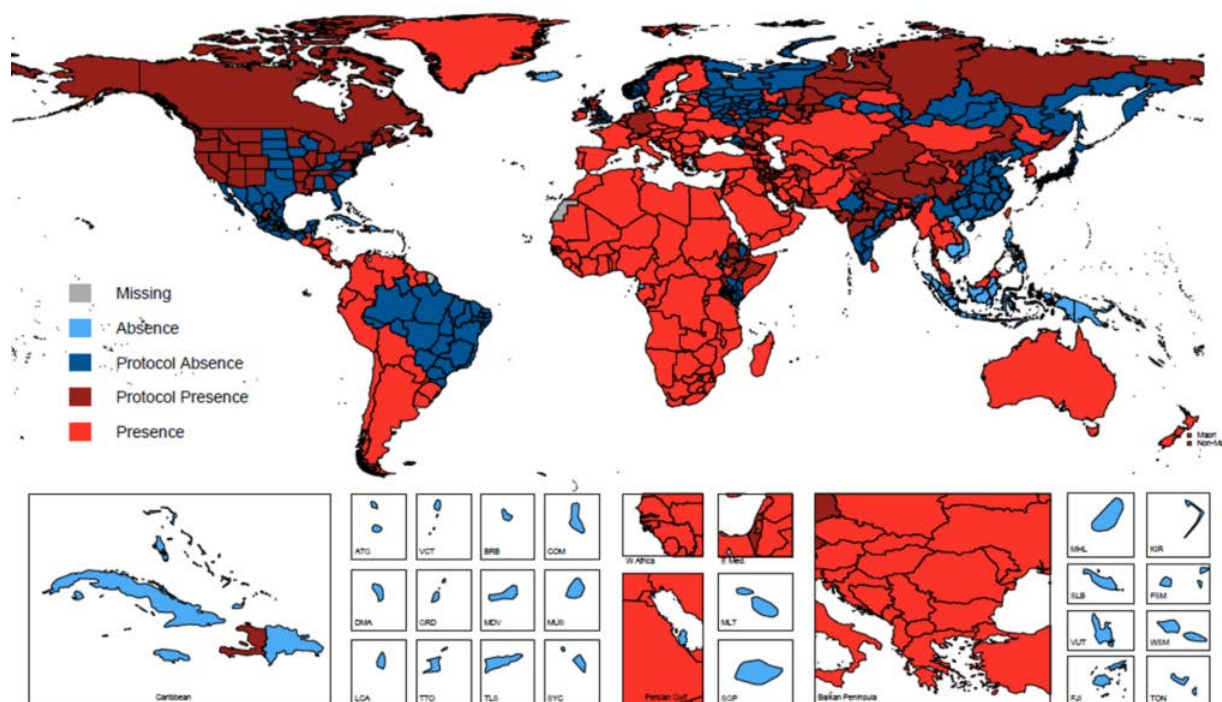 Missing
Absence
Protocol Absence
Protocol Presence
Presence
Maori
Caribbean
ATG
VCT
BRB
COM
DMA
GRD
MDV
MUS
LCA
TTO
TLS
SYC
W Africa
E Med.
Persian Gulf
MLT
SGP
Balkan Peninsula
MHL
KIR
SLB
FSM
VUT
WSM
FJI
TON